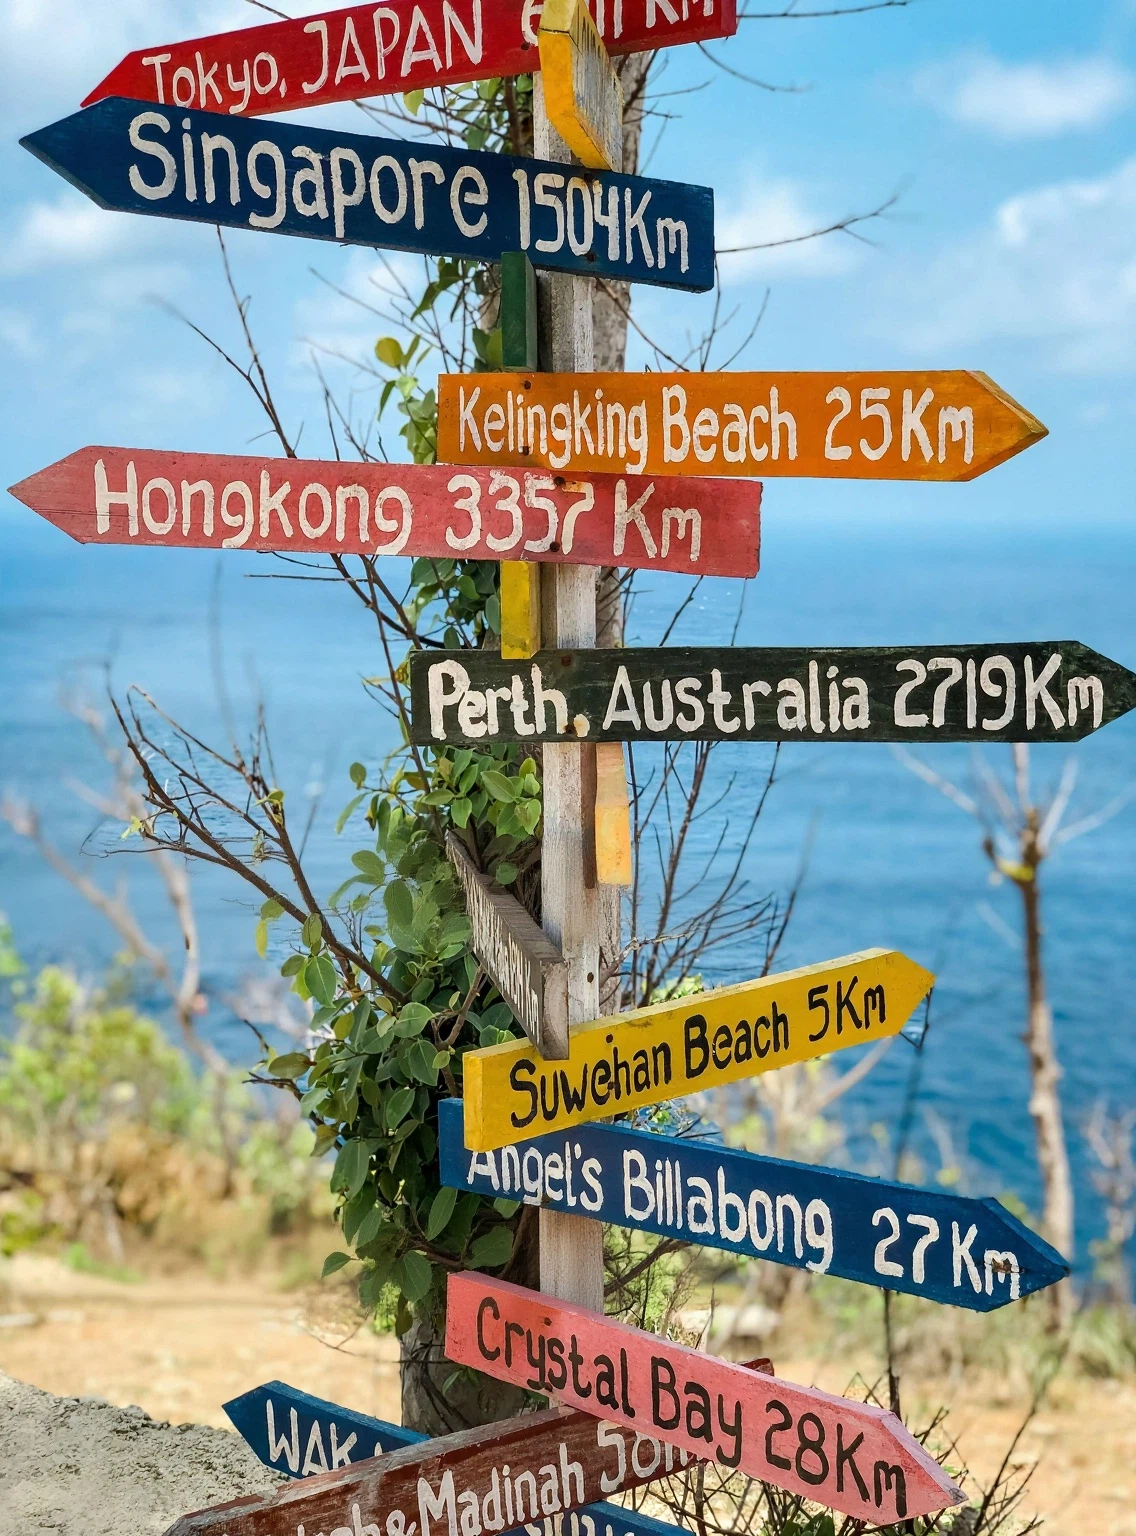 Tokyo, JAPAN Km
Singapore 1504Km
Kelingking Beach 25Km
Hongkong 3357 Km
Perth, Australia 2719Km
Suwehan Beach 5Km
Angel's Billabong 27Km
Crystal Bay 28Km
WAK
& Madinah